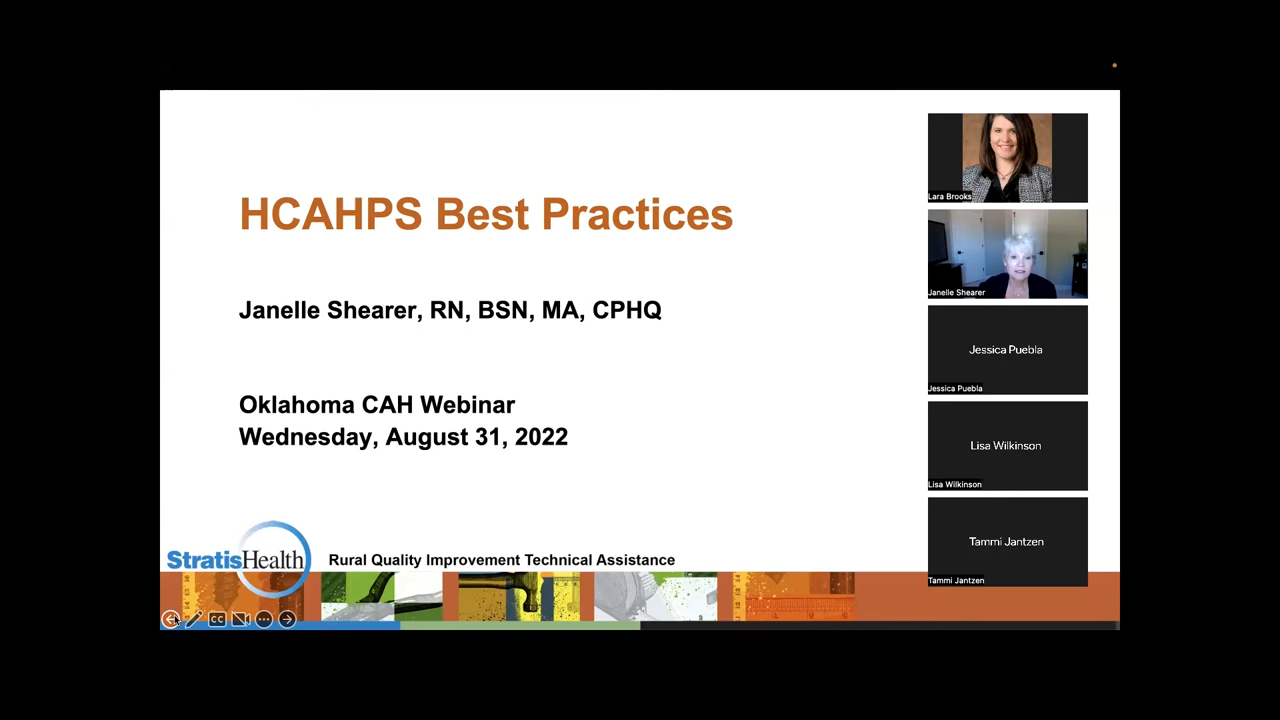 HCAHPS Best Practices
Janelle Shearer, RN, BSN, MA, CPHQ
Oklahoma CAH Webinar
Wednesday, August 31, 2022
StratisHealth
Rural Quality Improvement Technical Assistance
CC
Lara Brooks
Janelle Shearer
Jessica Puebla
Jessica Puebla
Lisa Wilkinson
Lisa Wilkinson
Tammi Jantzen
Tammi Jantzen